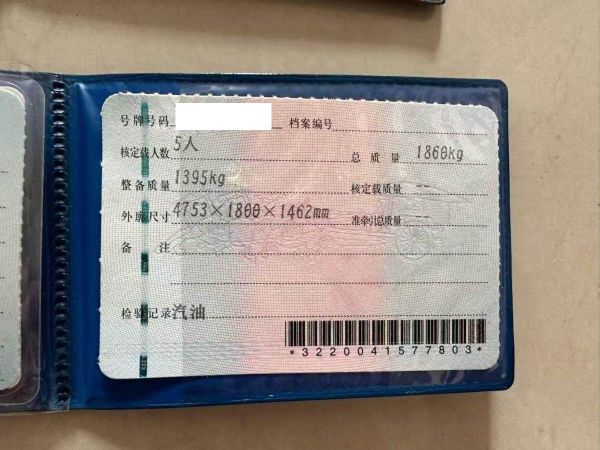 号牌号码 档案编号
核定载人数 5人 总质量 1860kg
整备质量 1395kg 核定载质量 --
外廓尺寸 4753×1800×1462mm 准牵引总质量 --
备注
检验记录 汽油
*3220041577803*